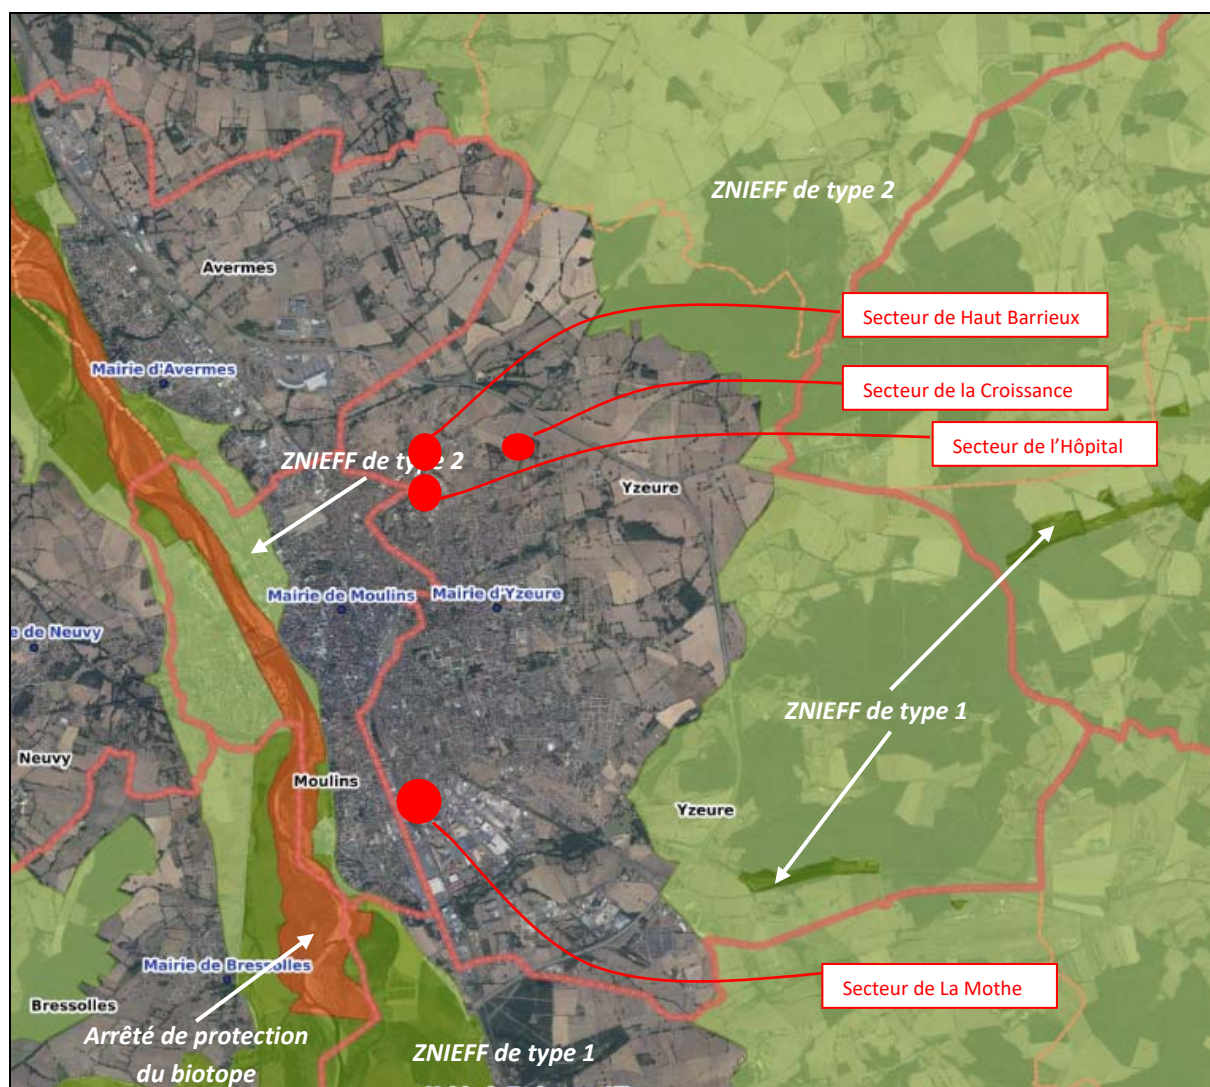 ZNIEFF de type 2
Avermes
Secteur de Haut Barrieux
Mairie d'Avermes
Secteur de la Croissance
Secteur de l'Hôpital
ZNIEFF de type 2
Yzeure
Mairie de Moulins
Mairie d'Yzeure
e de Neuvy
ZNIEFF de type 1
Neuvy
Moulins
Yzeure
Mairie de Bressolles
Secteur de La Mothe
Bressolles
Arrêté de protection
du biotope
ZNIEFF de type 1